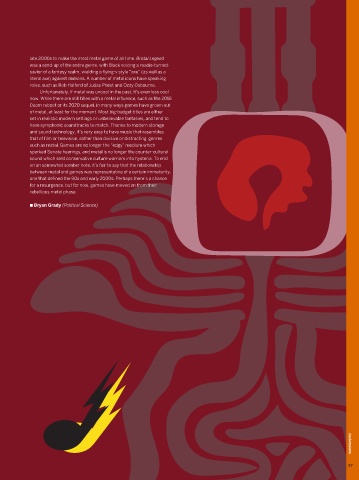 late 2000s to make the most metal game of all time. Brütal Legend
was a send-up of the entire genre, with Black voicing a roadie-turned-
savior of a fantasy realm, wielding a flying-v style "axe" (as well as a
literal axe) against demons. A number of metal icons have speaking
roles, such as Rob Halford of Judas Priest and Ozzy Osbourne.
Unfortunately, if metal was uncool in the past, it's even less cool
now. While there are still titles with a metal influence, such as the 2016
Doom reboot or its 2020 sequel, in many ways games have grown out
of metal, at least for the moment. Most big budget titles are either
set in realistic modern settings or unbelievable fantasies, and tend to
have symphonic soundtracks to match. Thanks to modern storage
and sound technology, it's very easy to have music that resembles
that of film or television, rather than divisive or distracting genres
such as metal. Games are no longer the "edgy" medium which
sparked Senate hearings, and metal is no longer the counter-cultural
sound which sent conservative culture warriors into hysteria. To end
on an somewhat somber note, it's fair to say that the relationship
between metal and games was representative of a certain immaturity,
one that defined the 90s and early 2000s. Perhaps there's a chance
for a resurgence, but for now, games have moved on from their
rebellious metal phase.
■ Bryan Grady (Political Science)
37